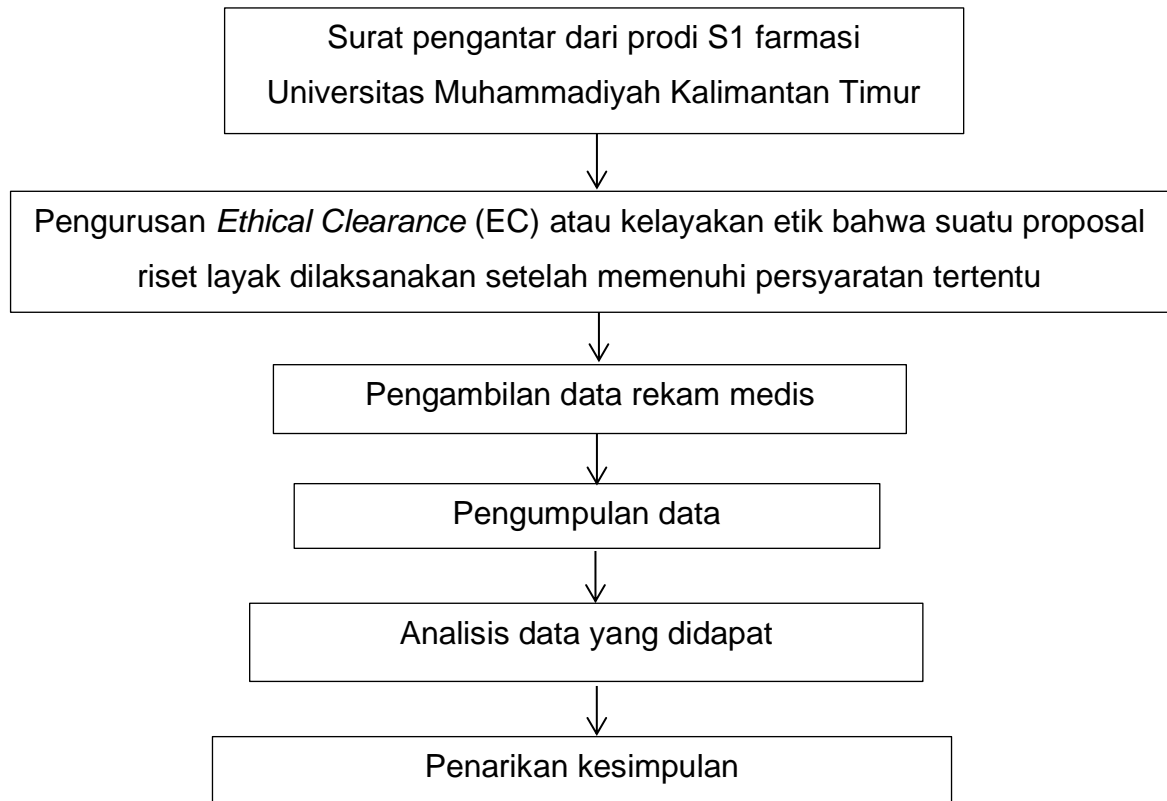 Surat pengantar dari prodi S1 farmasi
Universitas Muhammadiyah Kalimantan Timur
Pengurusan Ethical Clearance (EC) atau kelayakan etik bahwa suatu proposal
riset layak dilaksanakan setelah memenuhi persyaratan tertentu
Pengambilan data rekam medis
Pengumpulan data
Analisis data yang didapat
Penarikan kesimpulan